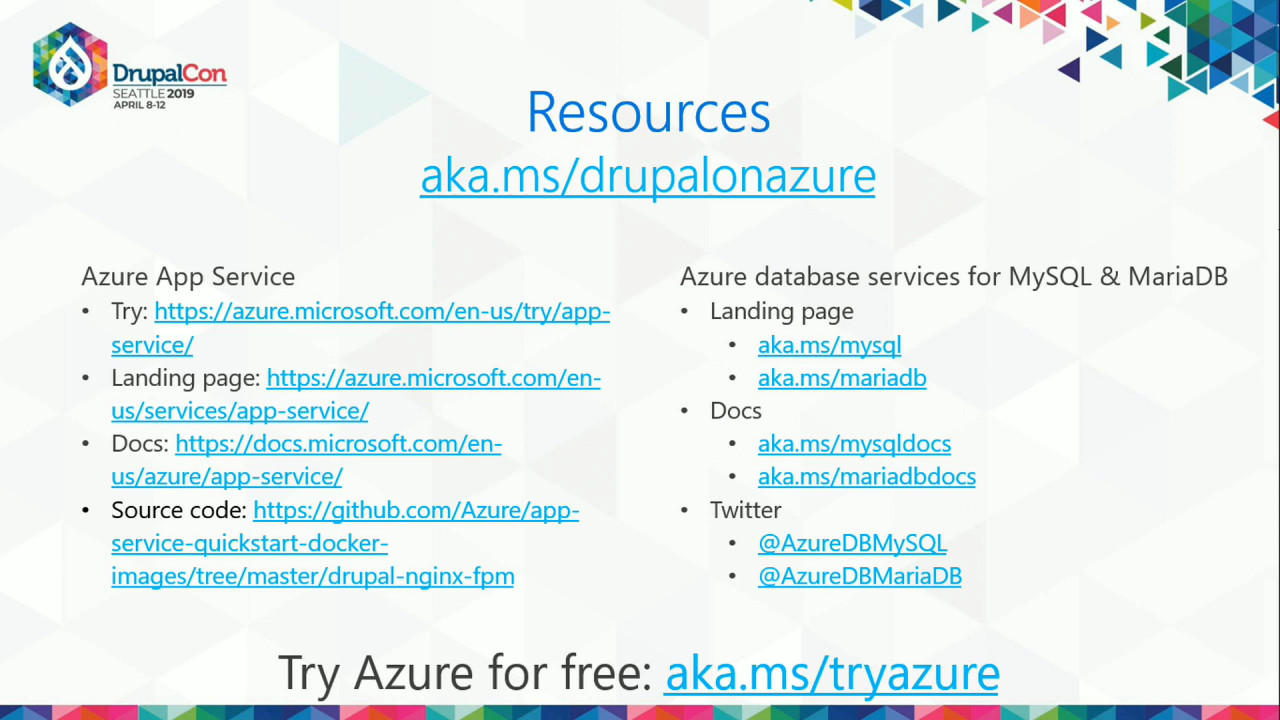 DrupalCon
SEATTLE 2019
APRIL 8-12
Resources
aka.ms/drupalonazure
Azure App Service
• Try: https://azure.microsoft.com/en-us/try/app-
service/
• Landing page: https://azure.microsoft.com/en-
us/services/app-service/
• Docs: https://docs.microsoft.com/en-
us/azure/app-service/
• Source code: https://github.com/Azure/app-
service-quickstart-docker-
images/tree/master/drupal-nginx-fpm
Azure database services for MySQL & MariaDB
• Landing page
• aka.ms/mysql
• aka.ms/mariadb
• Docs
• aka.ms/mysqldocs
• aka.ms/mariadbdocs
• Twitter
• @AzureDBMySQL
• @AzureDBMariaDB
Try Azure for free: aka.ms/tryazure